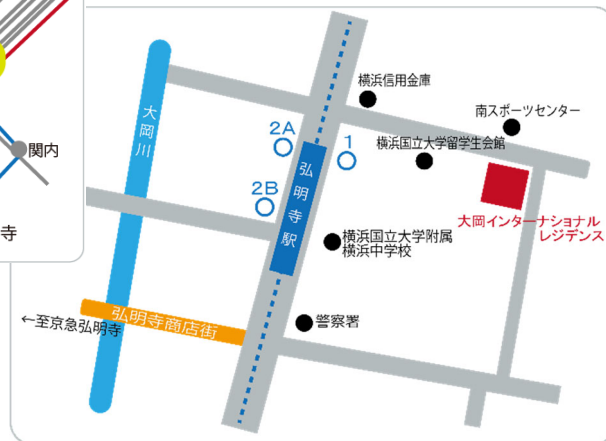 関内
寺
大岡川
横浜信用金庫
南スポーツセンター
2A
1
横浜国立大学留学生会館
弘明寺駅
2B
大岡インターナショナル
レジデンス
横浜国立大学附属
横浜中学校
弘明寺商店街
←至京急弘明寺
警察署